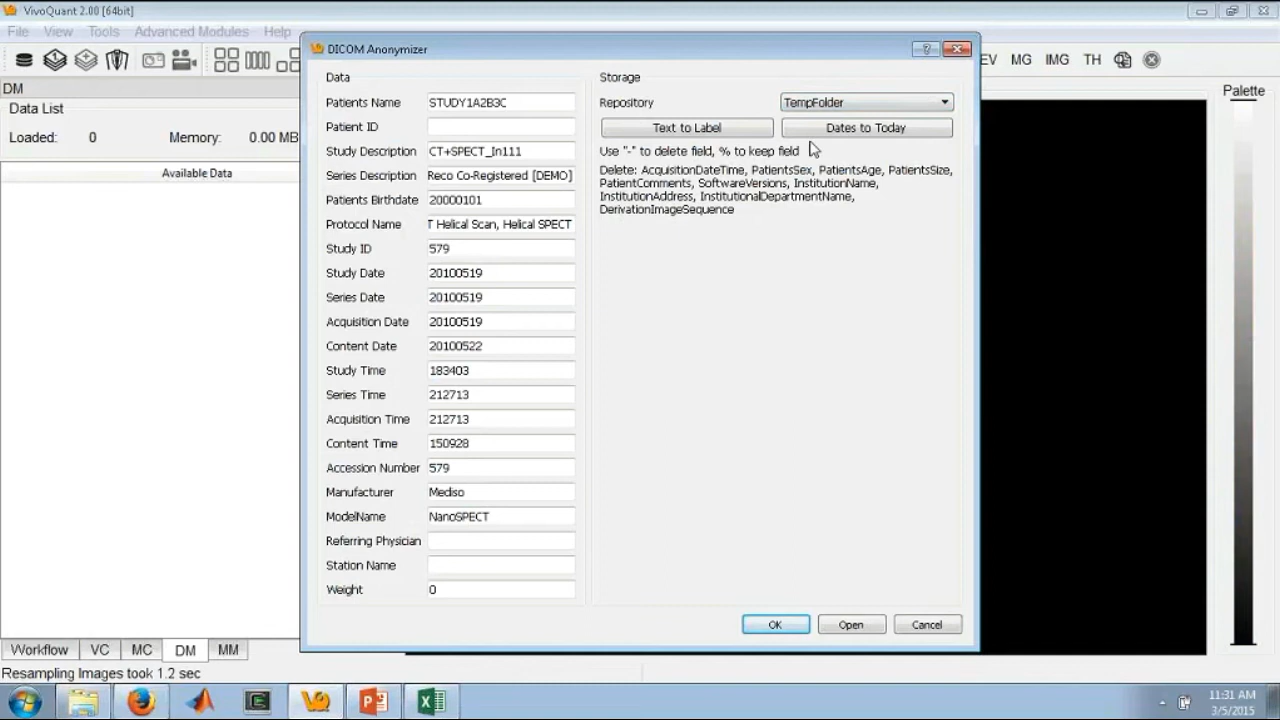 VivoQuant 2.00 [64bit]
File View Tools Advanced Modules Help
EV MG IMG TH
DM
Data List
Loaded: 0 Memory: 0.00 MB
Available Data
Palette
DICOM Anonymizer
Data
Patients Name STUDY1A2B3C
Patient ID
Study Description CT+SPECT_In111
Series Description Reco Co-Registered [DEMO]
Patients Birthdate 20000101
Protocol Name T Helical Scan, Helical SPECT
Study ID 579
Study Date 20100519
Series Date 20100519
Acquisition Date 20100519
Content Date 20100522
Study Time 183403
Series Time 212713
Acquisition Time 212713
Content Time 150928
Accession Number 579
Manufacturer Mediso
ModelName NanoSPECT
Referring Physician
Station Name
Weight 0
Storage
Repository TempFolder
Text to Label Dates to Today
Use "-" to delete field, % to keep field
Delete: AcquisitionDateTime, PatientsSex, PatientsAge, PatientsSize,
PatientComments, SoftwareVersions, InstitutionName,
InstitutionAddress, InstitutionalDepartmentName,
DerivationImageSequence
OK Open Cancel
Workflow VC MC DM MM
Resampling Images took 1.2 sec
11:31 AM
3/5/2015